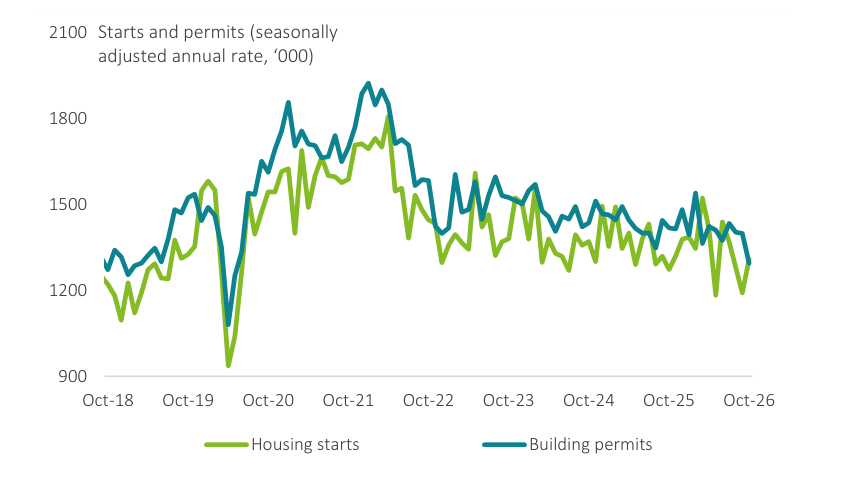 2100 Starts and permits (seasonally
adjusted annual rate, ‘000)
1800
1500
1200
900
Oct-18 Oct-19 Oct-20 Oct-21 Oct-22 Oct-23 Oct-24 Oct-25 Oct-26
Housing starts Building permits